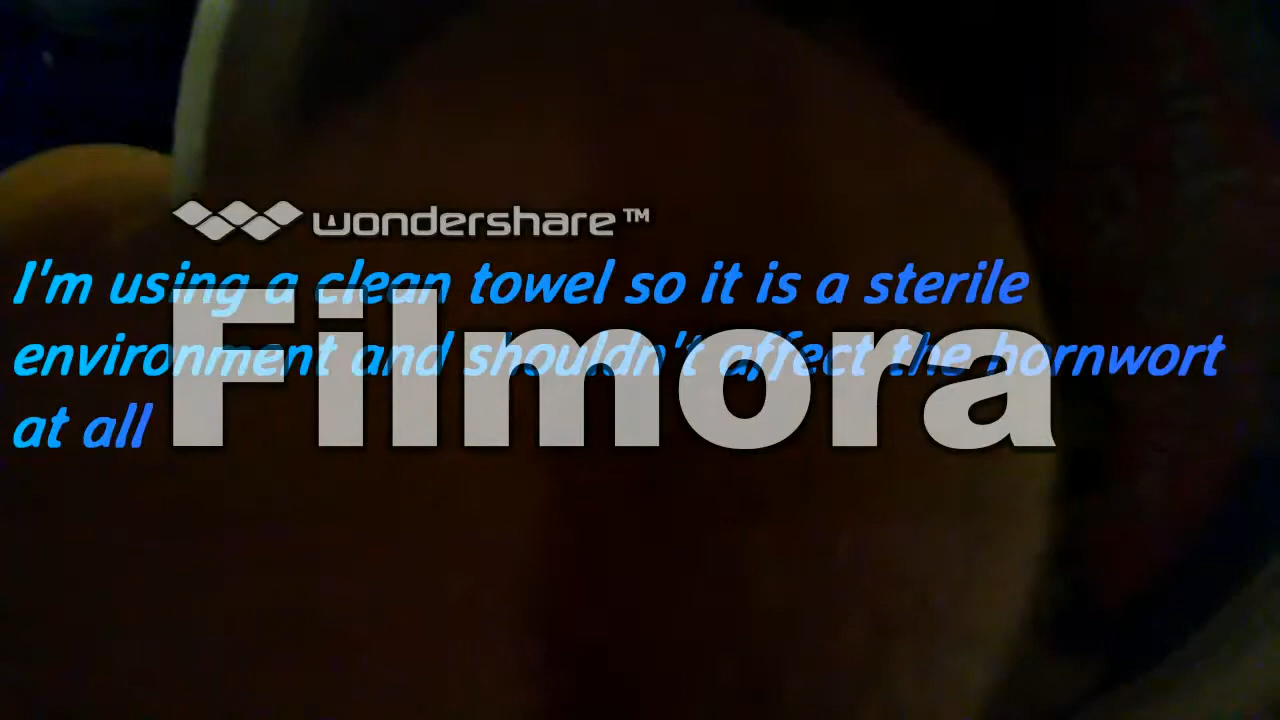 wondershare™
I'm using a clean towel so it is a sterile
environment and shouldn't affect the hornwort
at all
Filmora